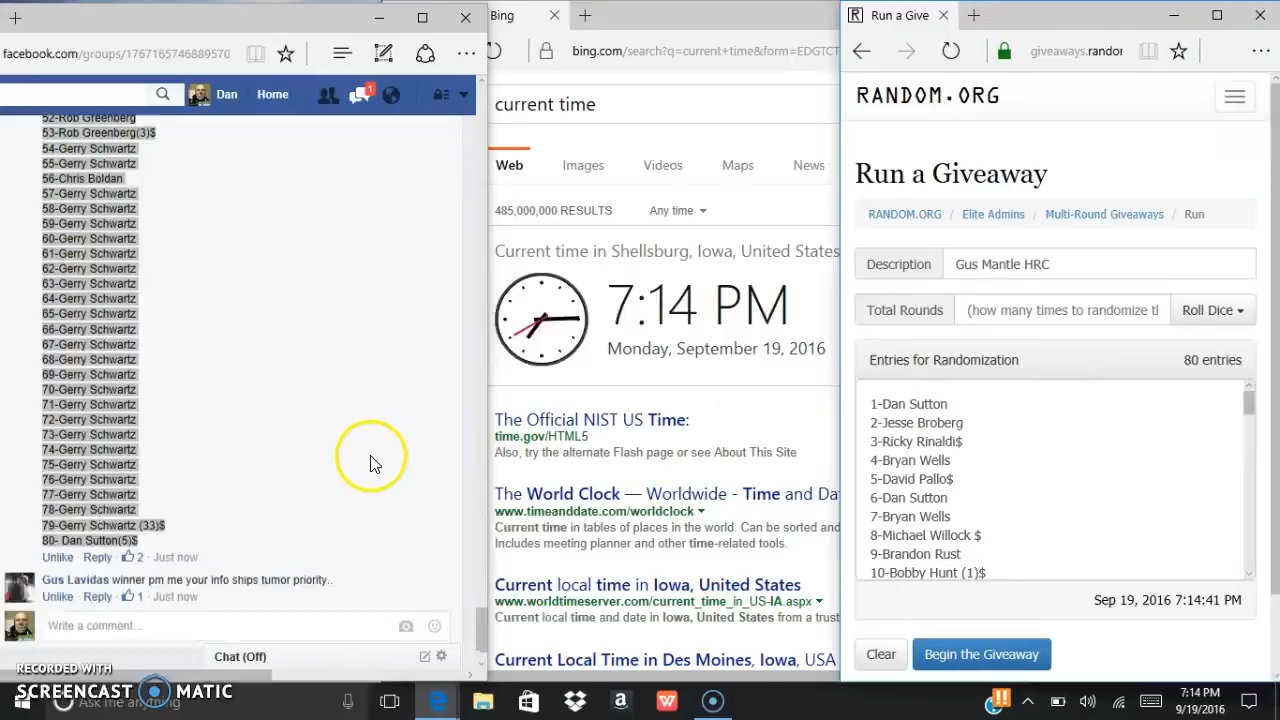 facebook.com/groups/1767165746889570
Dan
Home
1
52-Rob Greenberg
53-Rob Greenberg(3)$
54-Gerry Schwartz
55-Gerry Schwartz
56-Chris Boldan
57-Gerry Schwartz
58-Gerry Schwartz
59-Gerry Schwartz
60-Gerry Schwartz
61-Gerry Schwartz
62-Gerry Schwartz
63-Gerry Schwartz
64-Gerry Schwartz
65-Gerry Schwartz
66-Gerry Schwartz
67-Gerry Schwartz
68-Gerry Schwartz
69-Gerry Schwartz
70-Gerry Schwartz
71-Gerry Schwartz
72-Gerry Schwartz
73-Gerry Schwartz
74-Gerry Schwartz
75-Gerry Schwartz
76-Gerry Schwartz
77-Gerry Schwartz
78-Gerry Schwartz
79-Gerry Schwartz (33)$
80- Dan Sutton(5)$
Unlike · Reply · 2 · Just now
Gus Lavidas winner pm me your info ships tumor priority..
Unlike · Reply · 1 · Just now
Write a comment...
Chat (Off)
Bing
bing.com/search?q=current+time&form=EDGTCT
current time
Web Images Videos Maps News
485,000,000 RESULTS Any time
Current time in Shellsburg, Iowa, United States
7:14 PM
Monday, September 19, 2016
The Official NIST US Time:
time.gov/HTML5
Also, try the alternate Flash page or see About This Site
The World Clock — Worldwide - Time and Da
www.timeanddate.com/worldclock
Current time in tables of places in the world. Can be sorted and
Includes meeting planner and other time-related tools.
Current local time in Iowa, United States
www.worldtimeserver.com/current_time_in_US-IA.aspx
Current local time and date in Iowa, United States from a trust
Current Local Time in Des Moines, Iowa, USA
R Run a Give
giveaways.randor
RANDOM.ORG
Run a Giveaway
RANDOM.ORG / Elite Admins / Multi-Round Giveaways / Run
Description Gus Mantle HRC
Total Rounds (how many times to randomize tl Roll Dice
Entries for Randomization 80 entries
1-Dan Sutton
2-Jesse Broberg
3-Ricky Rinaldi$
4-Bryan Wells
5-David Pallo$
6-Dan Sutton
7-Bryan Wells
8-Michael Willock $
9-Brandon Rust
10-Bobby Hunt (1)$
Sep 19, 2016 7:14:41 PM
Clear Begin the Giveaway
RECORDED WITH
SCREENCAST MATIC
Ask me anything
7:14 PM
9/19/2016